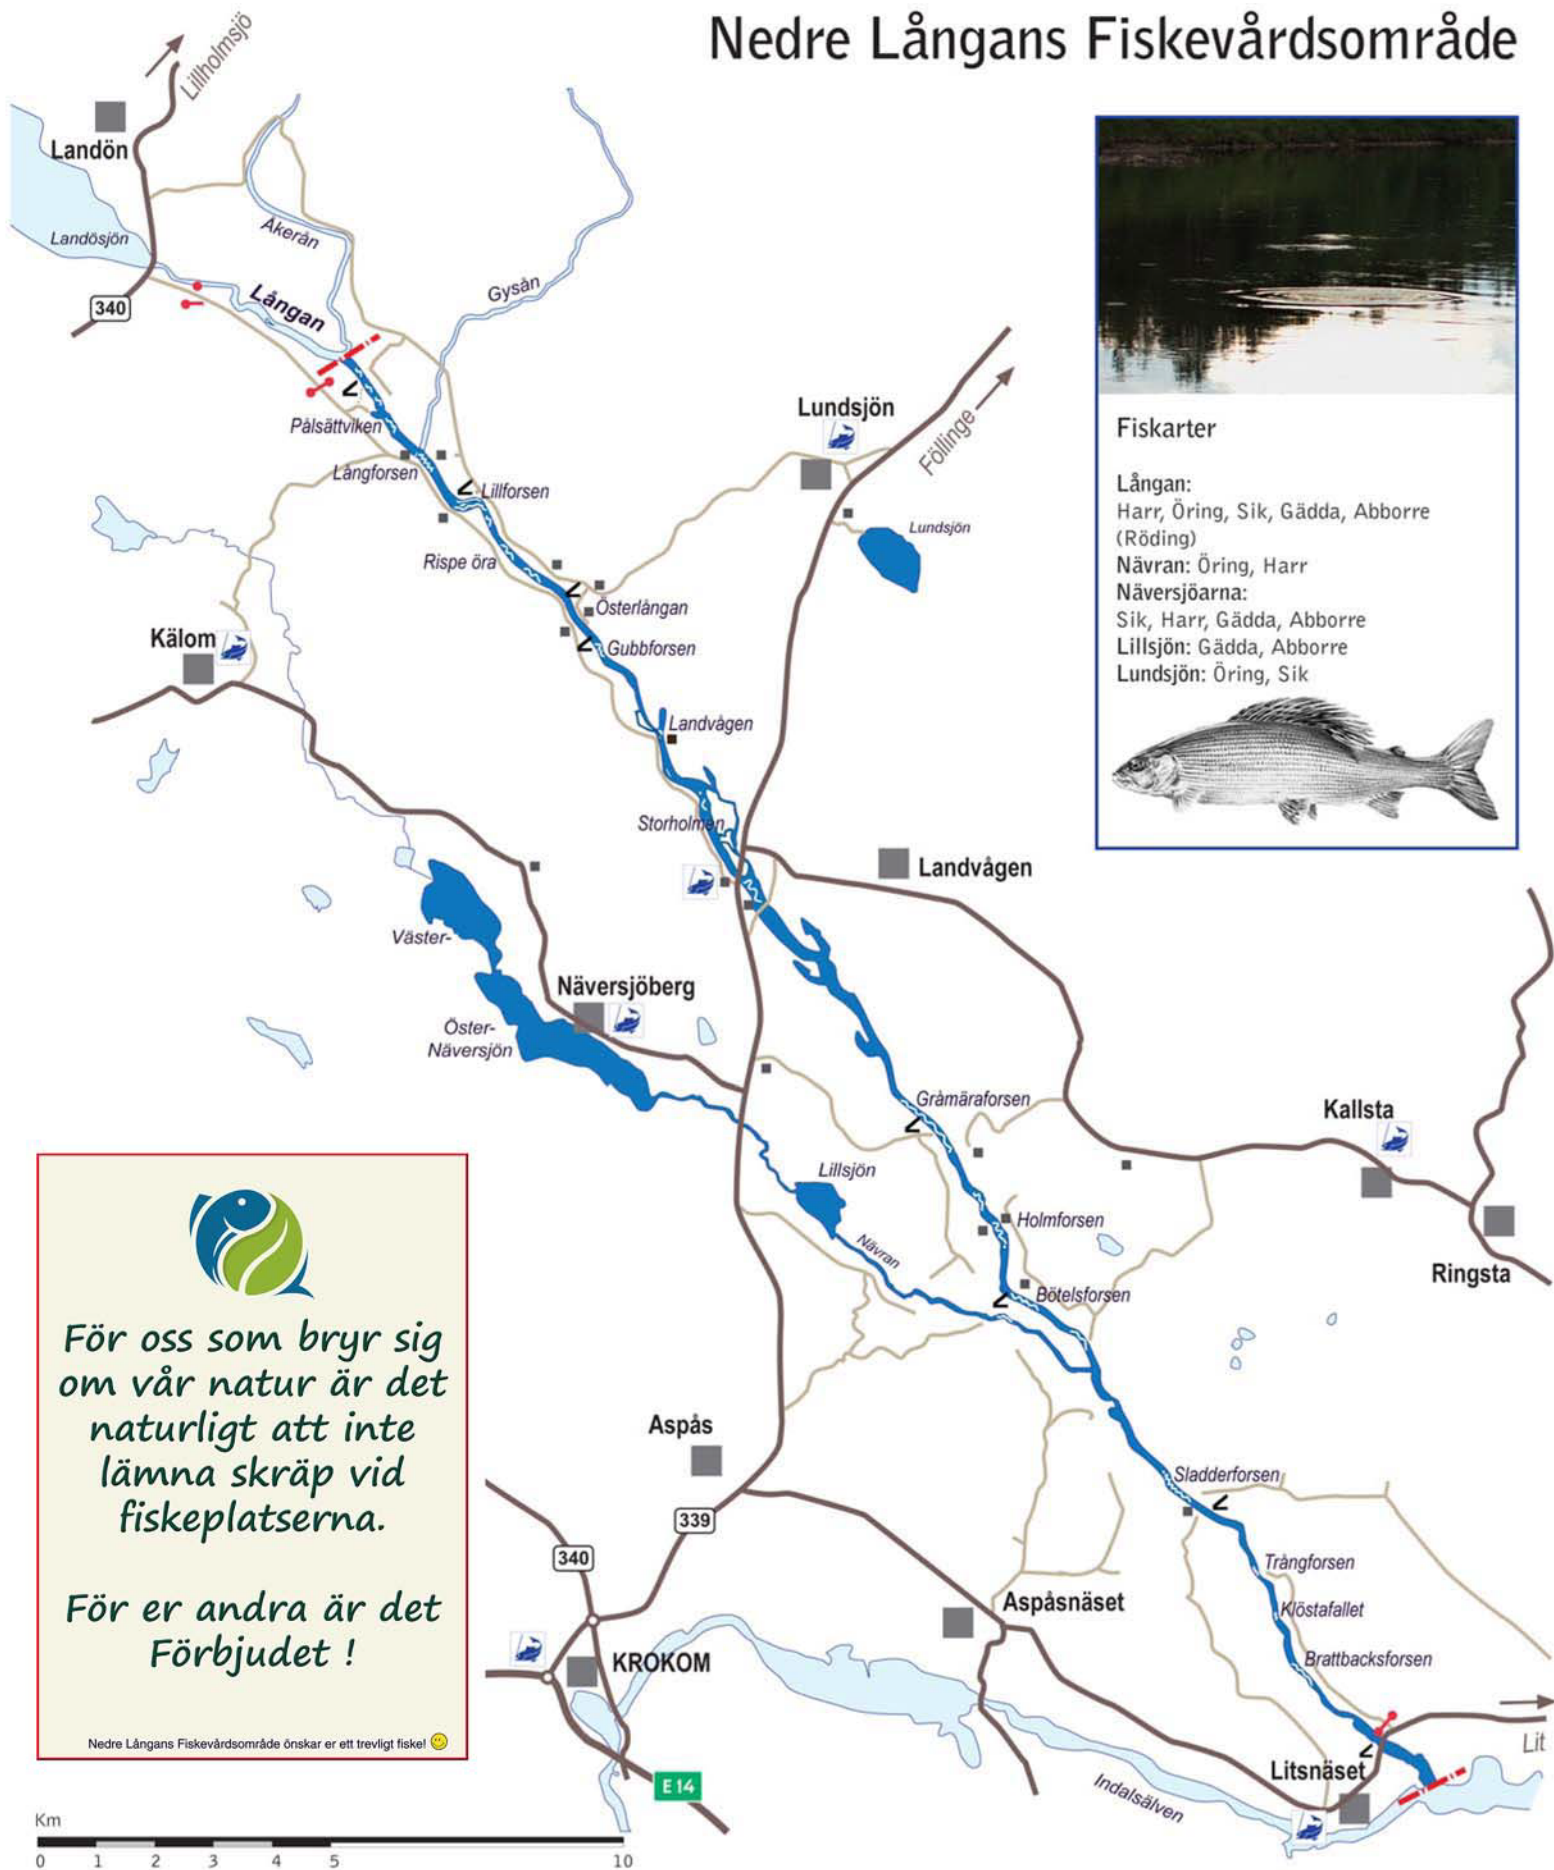 Nedre Långans Fiskevårdsområde
Lillholmsjö
Landön
Landösjön
340
Åkerån
Långan
Gysån
Pålsättviken
Långforsen
Lillforsen
Rispe öra
Österlångan
Gubbforsen
Lundsjön
Föllinge
Lundsjön
Kälom
Landvågen
Storholmen
Landvågen
Fiskarter
Långan:
Harr, Öring, Sik, Gädda, Abborre
(Röding)
Nävran: Öring, Harr
Näversjöarna:
Sik, Harr, Gädda, Abborre
Lillsjön: Gädda, Abborre
Lundsjön: Öring, Sik
Väster-
Näversjöberg
Öster-
Näversjön
Gråmäraforsen
Kallsta
Lillsjön
Holmforsen
Nävran
Ringsta
Bötelsforsen
För oss som bryr sig
om vår natur är det
naturligt att inte
lämna skräp vid
fiskeplatserna.
För er andra är det
Förbjudet !
Nedre Långans Fiskevårdsområde önskar er ett trevligt fiske!
Aspås
Sladderforsen
339
340
Trångforsen
Aspåsnäset
Klöstafallet
KROKOM
Brattbacksforsen
Lit
Litsnäset
E 14
Indalsälven
Km
0 1 2 3 4 5 10